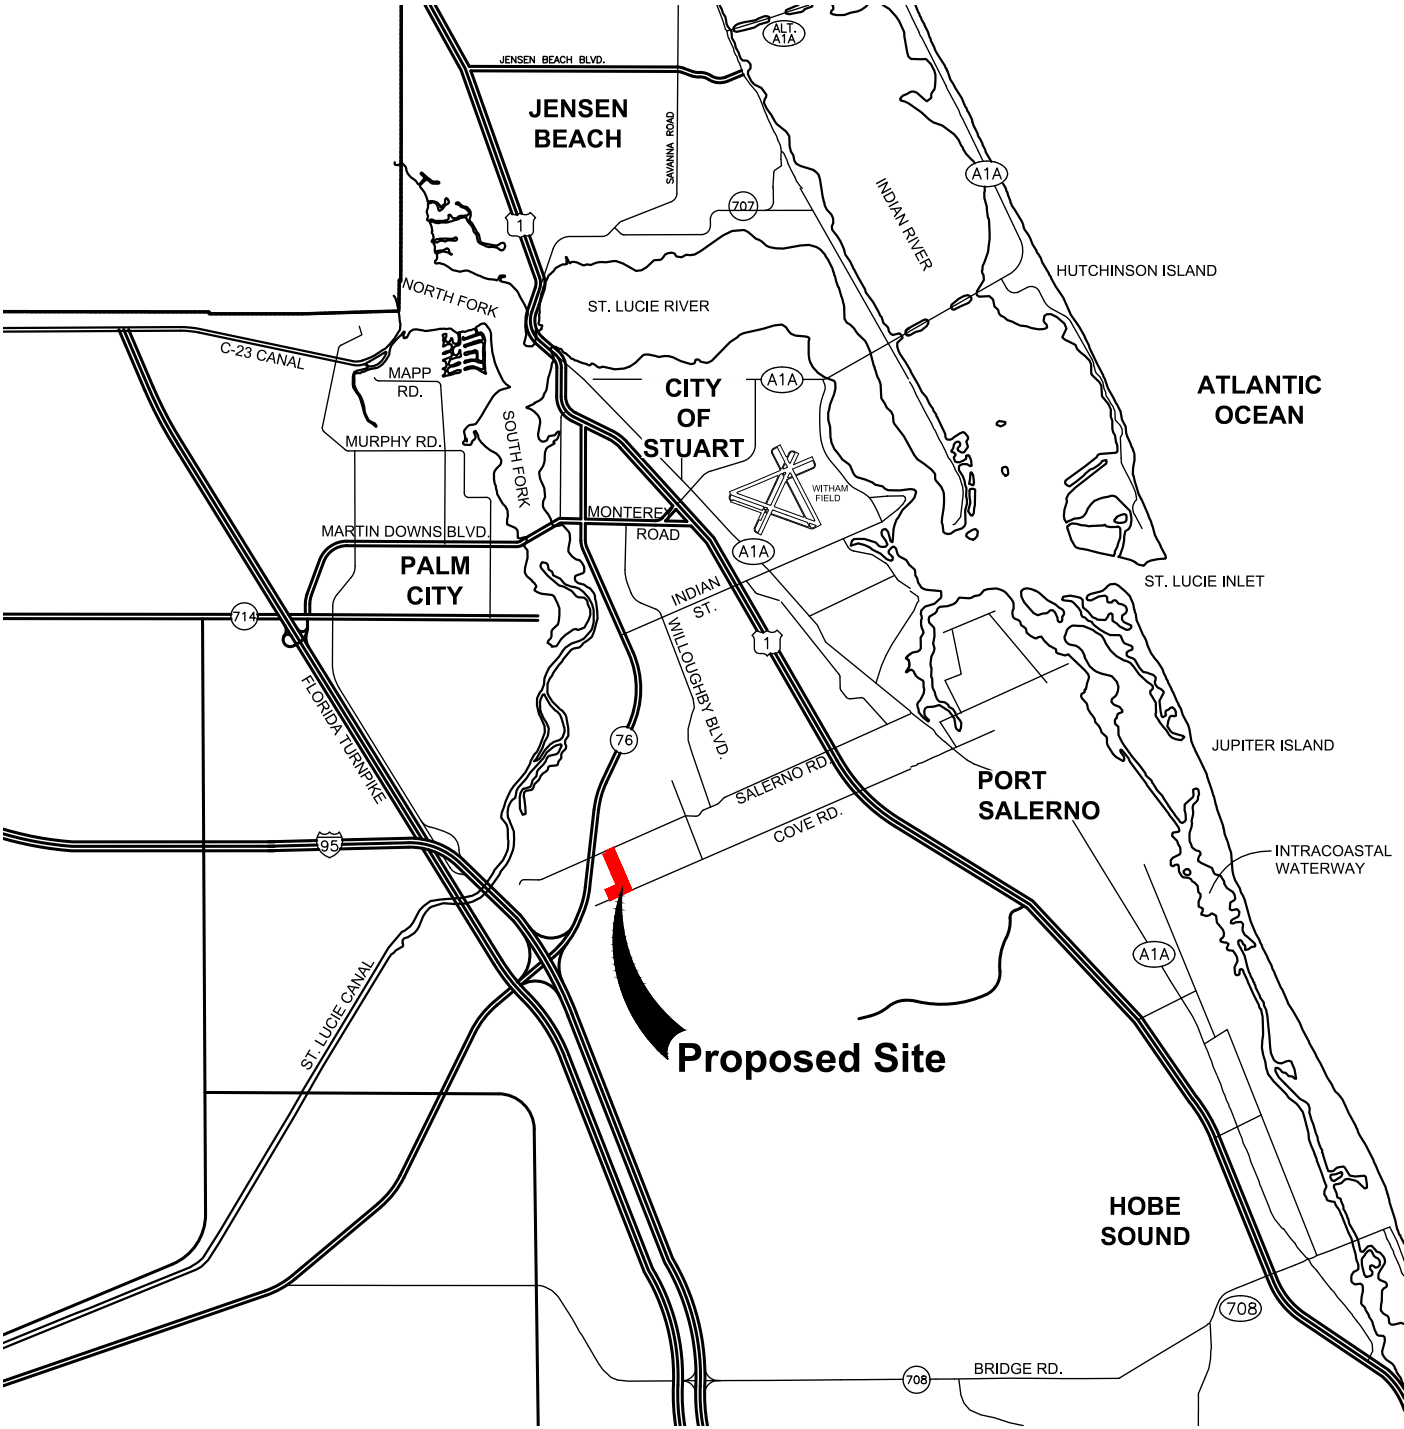 ALT.
A1A
JENSEN BEACH BLVD.
JENSEN
BEACH
SAVANNA ROAD
A1A
707
1
INDIAN RIVER
HUTCHINSON ISLAND
NORTH FORK
ST. LUCIE RIVER
C-23 CANAL
MAPP
RD.
CITY
OF
STUART
A1A
ATLANTIC
OCEAN
MURPHY RD.
SOUTH FORK
WITHAM
FIELD
MONTEREY
ROAD
MARTIN DOWNS BLVD.
A1A
PALM
CITY
INDIAN
ST.
ST. LUCIE INLET
714
1
WILLOUGHBY BLVD.
FLORIDA TURNPIKE
76
JUPITER ISLAND
SALERNO RD.
PORT
SALERNO
COVE RD.
95
INTRACOASTAL
WATERWAY
A1A
ST. LUCIE CANAL
Proposed Site
HOBE
SOUND
708
BRIDGE RD.
708